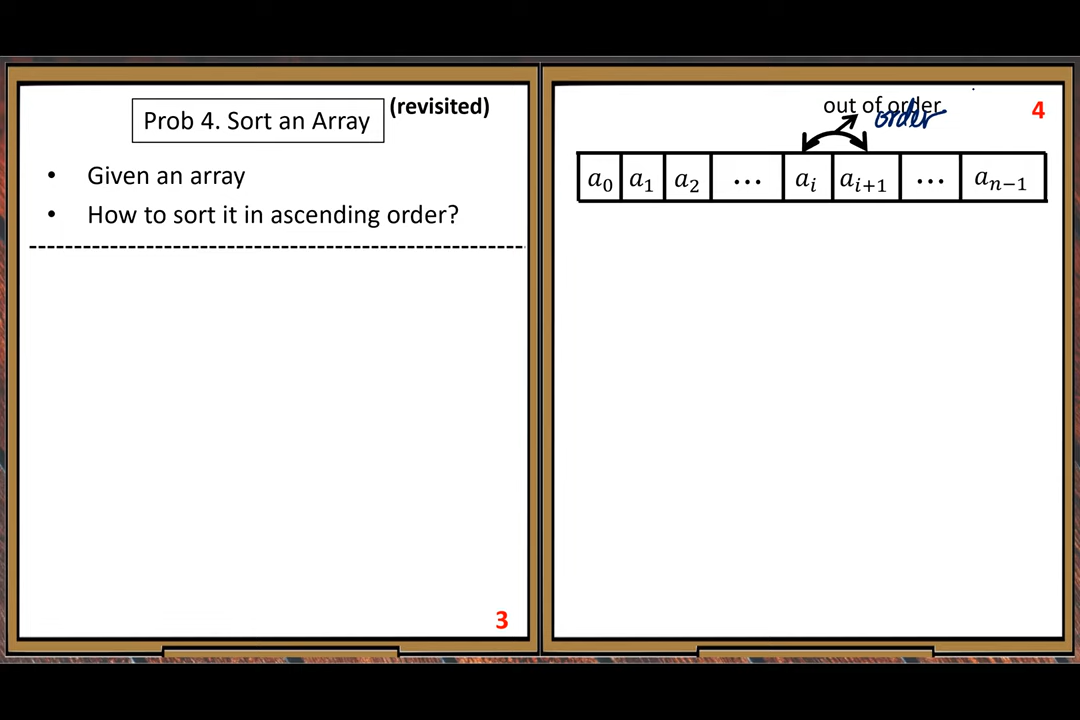 Prob 4. Sort an Array (revisited)
• Given an array
• How to sort it in ascending order?
3
out of order
order
4
a₀ a₁ a₂ ⋯ aᵢ aᵢ₊₁ ⋯ aₙ₋₁